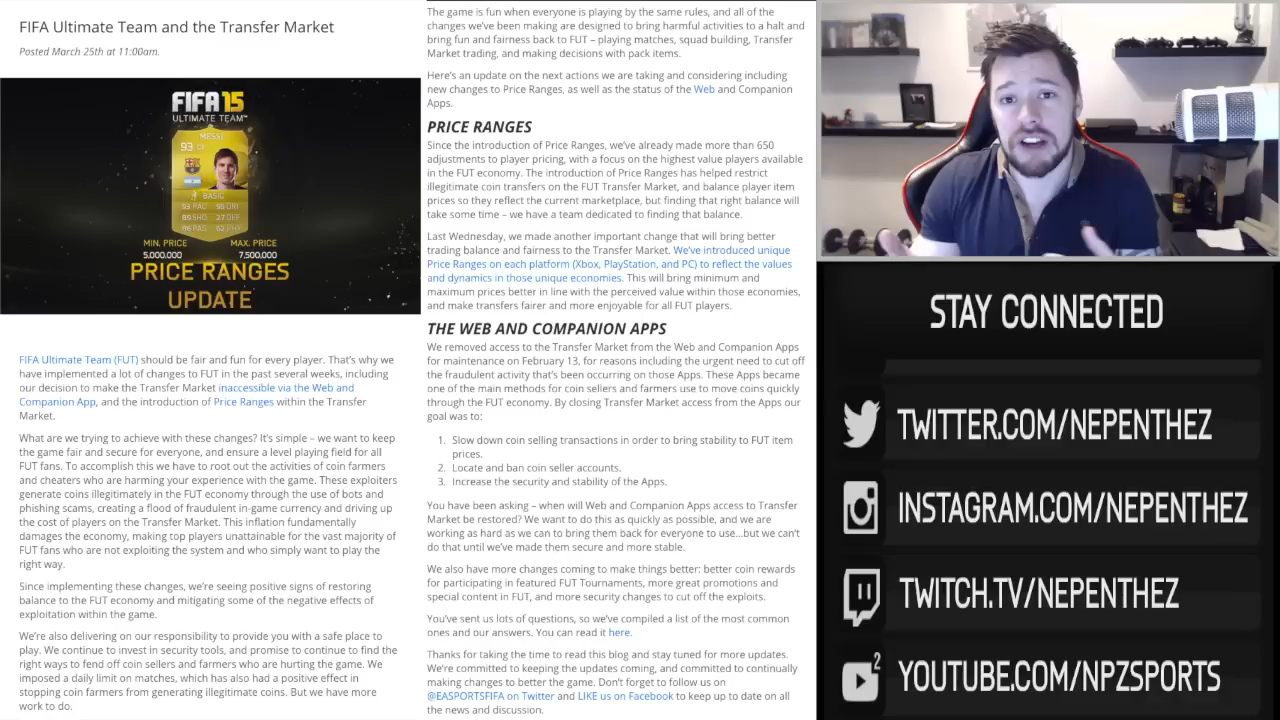 FIFA Ultimate Team and the Transfer Market
Posted March 25th at 11:00am.
FIFA 15
ULTIMATE TEAM™
MESSI
93
BASIC
93 PAC 96 DRI
89 SHO 27 DEF
86 PAS 62 PHY
MIN. PRICE MAX. PRICE
5,000,000 7,500,000
PRICE RANGES
UPDATE
FIFA Ultimate Team (FUT) should be fair and fun for every player. That's why we
have implemented a lot of changes to FUT in the past several weeks, including
our decision to make the Transfer Market inaccessible via the Web and
Companion App, and the introduction of Price Ranges within the Transfer
Market.
What are we trying to achieve with these changes? It's simple – we want to keep
the game fair and secure for everyone, and ensure a level playing field for all
FUT fans. To accomplish this we have to root out the activities of coin farmers
and cheaters who are harming your experience with the game. These exploiters
generate coins illegitimately in the FUT economy through the use of bots and
phishing scams, creating a flood of fraudulent in-game currency and driving up
the cost of players on the Transfer Market. This inflation fundamentally
damages the economy, making top players unattainable for the vast majority of
FUT fans who are not exploiting the system and who simply want to play the
right way.
Since implementing these changes, we're seeing positive signs of restoring
balance to the FUT economy and mitigating some of the negative effects of
exploitation within the game.
We're also delivering on our responsibility to provide you with a safe place to
play. We continue to invest in security tools, and promise to continue to find the
right ways to fend off coin sellers and farmers who are hurting the game. We
imposed a daily limit on matches, which has also had a positive effect in
stopping coin farmers from generating illegitimate coins. But we have more
work to do.
The game is fun when everyone is playing by the same rules, and all of the
changes we've been making are designed to bring harmful activities to a halt and
bring fun and fairness back to FUT – playing matches, squad building, Transfer
Market trading, and making decisions with pack items.
Here's an update on the next actions we are taking and considering including
new changes to Price Ranges, as well as the status of the Web and Companion
Apps.
PRICE RANGES
Since the introduction of Price Ranges, we've already made more than 650
adjustments to player pricing, with a focus on the highest value players available
in the FUT economy. The introduction of Price Ranges has helped restrict
illegitimate coin transfers on the FUT Transfer Market, and balance player item
prices so they reflect the current marketplace, but finding that right balance will
take some time – we have a team dedicated to finding that balance.
Last Wednesday, we made another important change that will bring better
trading balance and fairness to the Transfer Market. We've introduced unique
Price Ranges on each platform (Xbox, PlayStation, and PC) to reflect the values
and dynamics in those unique economies. This will bring minimum and
maximum prices better in line with the perceived value within those economies,
and make transfers fairer and more enjoyable for all FUT players.
THE WEB AND COMPANION APPS
We removed access to the Transfer Market from the Web and Companion Apps
for maintenance on February 13, for reasons including the urgent need to cut off
the fraudulent activity that's been occurring on those Apps. These Apps became
one of the main methods for coin sellers and farmers use to move coins quickly
through the FUT economy. By closing Transfer Market access from the Apps our
goal was to:
1. Slow down coin selling transactions in order to bring stability to FUT item
prices.
2. Locate and ban coin seller accounts.
3. Increase the security and stability of the Apps.
You have been asking – when will Web and Companion Apps access to Transfer
Market be restored? We want to do this as quickly as possible, and we are
working as hard as we can to bring them back for everyone to use...but we can't
do that until we've made them secure and more stable.
We also have more changes coming to make things better: better coin rewards
for participating in featured FUT Tournaments, more great promotions and
special content in FUT, and more security changes to cut off the exploits.
You've sent us lots of questions, so we've compiled a list of the most common
ones and our answers. You can read it here.
Thanks for taking the time to read this blog and stay tuned for more updates.
We're committed to keeping the updates coming, and committed to continually
making changes to better the game. Don't forget to follow us on
@EASPORTSFIFA on Twitter and LIKE us on Facebook to keep up to date on all
the news and discussion.
STAY CONNECTED
TWITTER.COM/NEPENTHEZ
INSTAGRAM.COM/NEPENTHEZ
TWITCH.TV/NEPENTHEZ
2
YOUTUBE.COM/NPZSPORTS